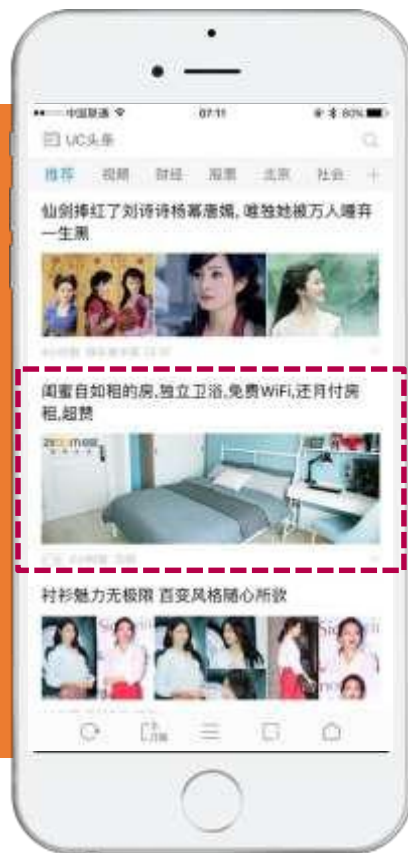 中国联通 07:11 80%
UC头条
推荐 视频 财经 股票 北京 社会 +
仙剑捧红了刘诗诗杨幂唐嫣,唯独她被万人唾弃
一生黑
闺蜜自如租的房,独立卫浴,免费WiFi,还月付房
租,超赞
衬衫魅力无极限 百变风格随心所欲